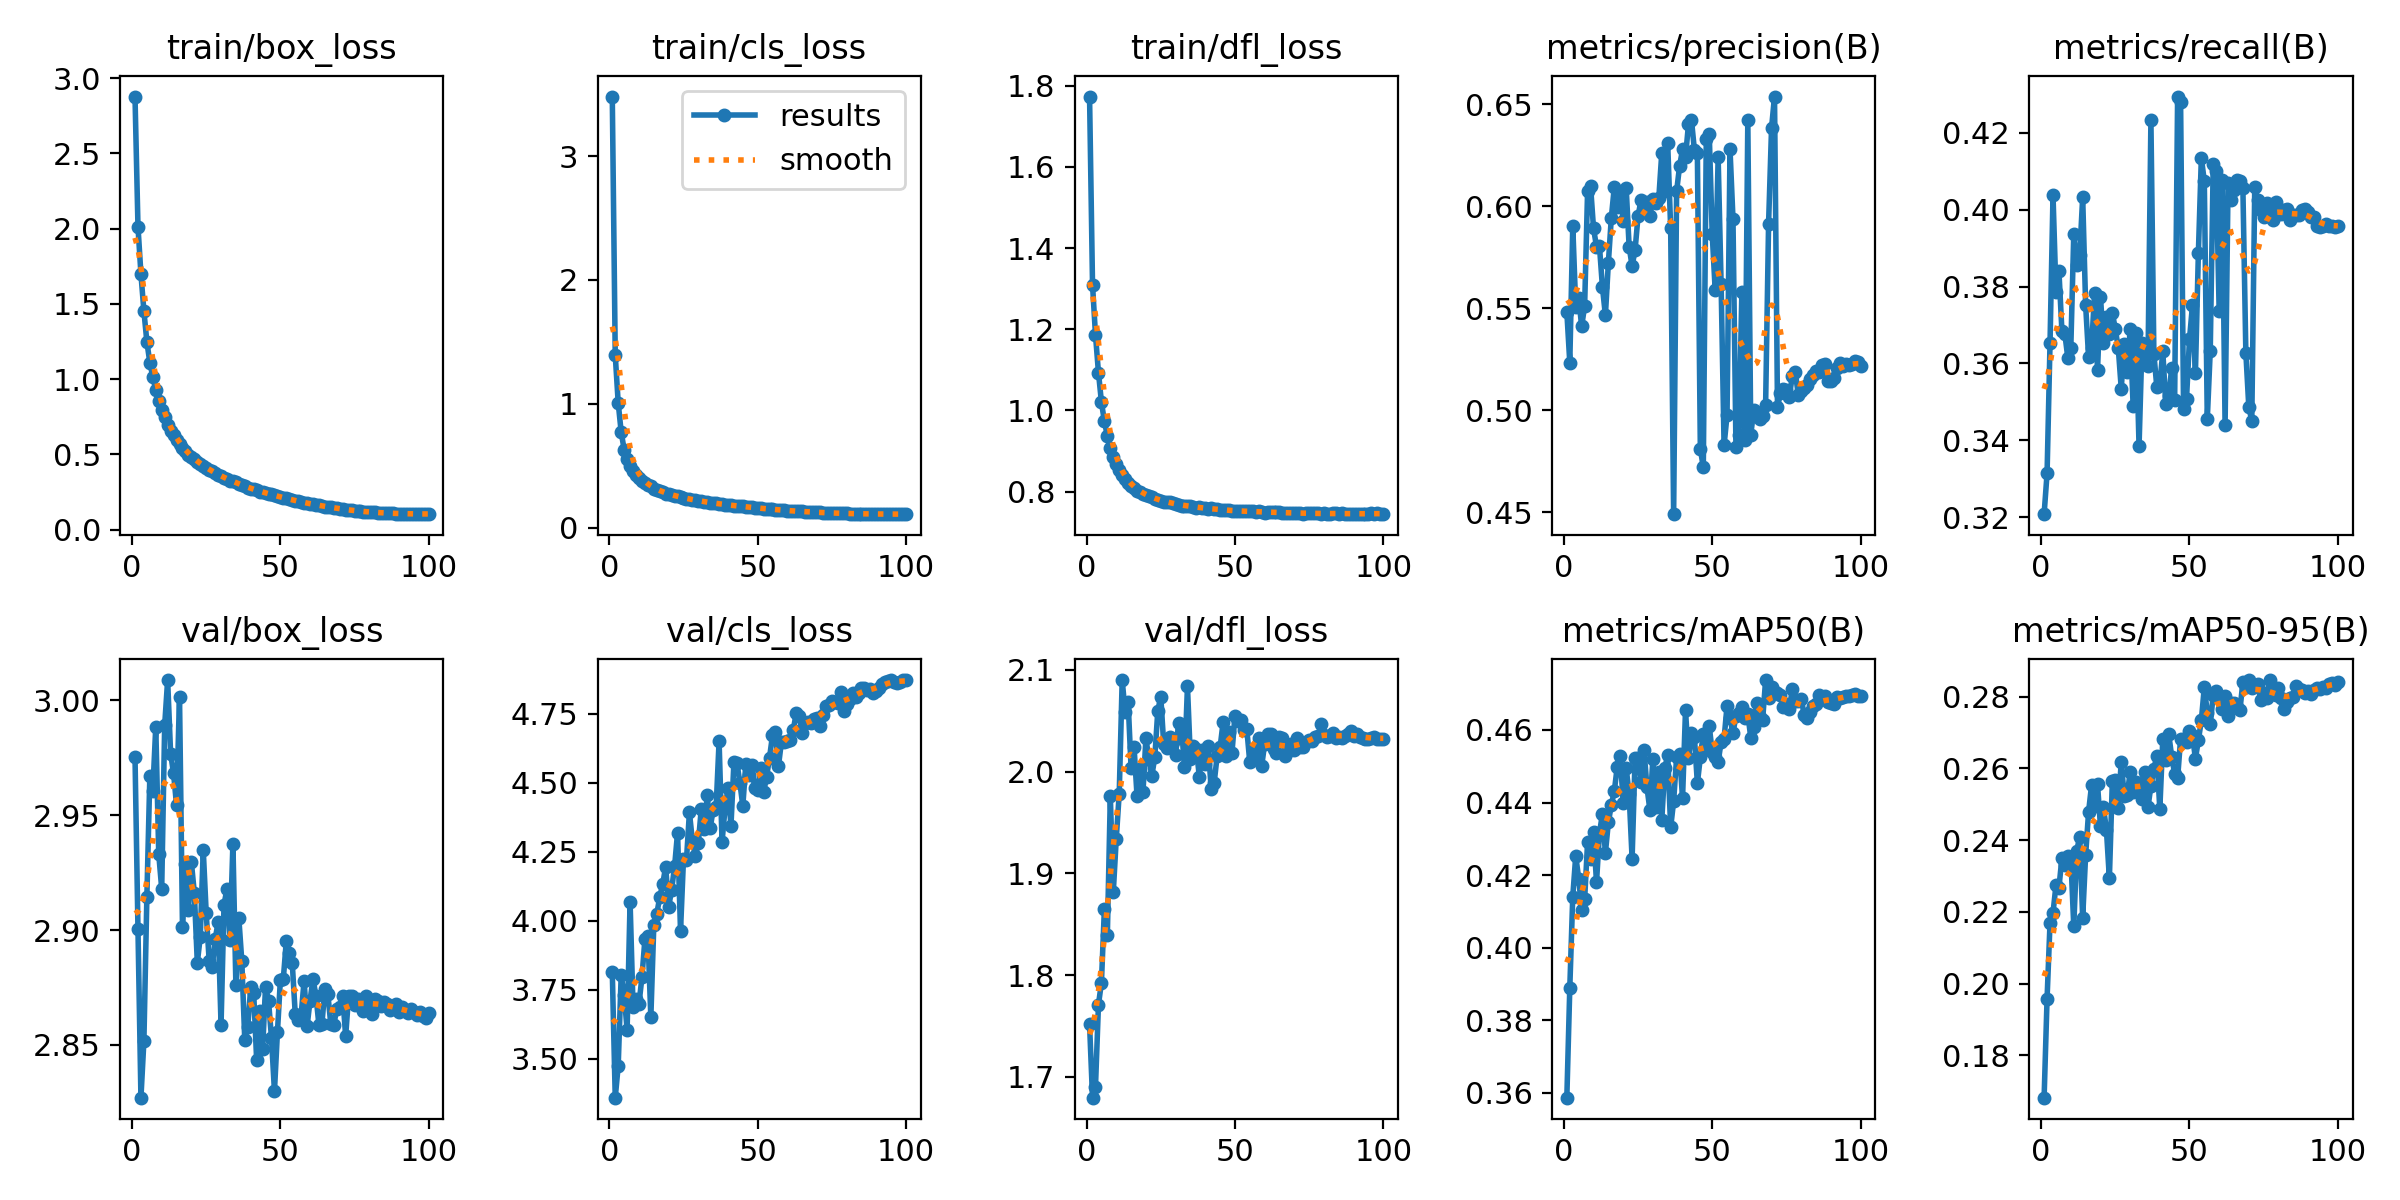 train/box_loss
3.0
2.5
2.0
1.5
1.0
0.5
0.0
0 50 100
train/cls_loss
results
smooth
3
2
1
0
0 50 100
train/dfl_loss
1.8
1.6
1.4
1.2
1.0
0.8
0 50 100
metrics/precision(B)
0.65
0.60
0.55
0.50
0.45
0 50 100
metrics/recall(B)
0.42
0.40
0.38
0.36
0.34
0.32
0 50 100
val/box_loss
3.00
2.95
2.90
2.85
0 50 100
val/cls_loss
4.75
4.50
4.25
4.00
3.75
3.50
0 50 100
val/dfl_loss
2.1
2.0
1.9
1.8
1.7
0 50 100
metrics/mAP50(B)
0.46
0.44
0.42
0.40
0.38
0.36
0 50 100
metrics/mAP50-95(B)
0.28
0.26
0.24
0.22
0.20
0.18
0 50 100